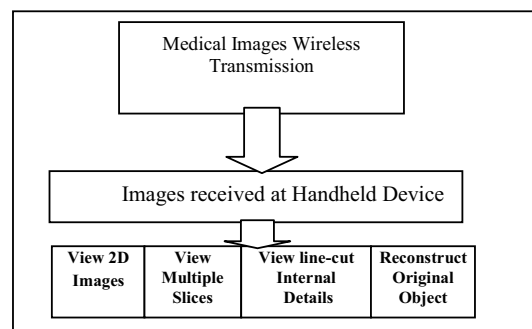 Medical Images Wireless
Transmission
Images received at Handheld Device
View 2D
Images
View
Multiple
Slices
View line-cut
Internal
Details
Reconstruct
Original
Object